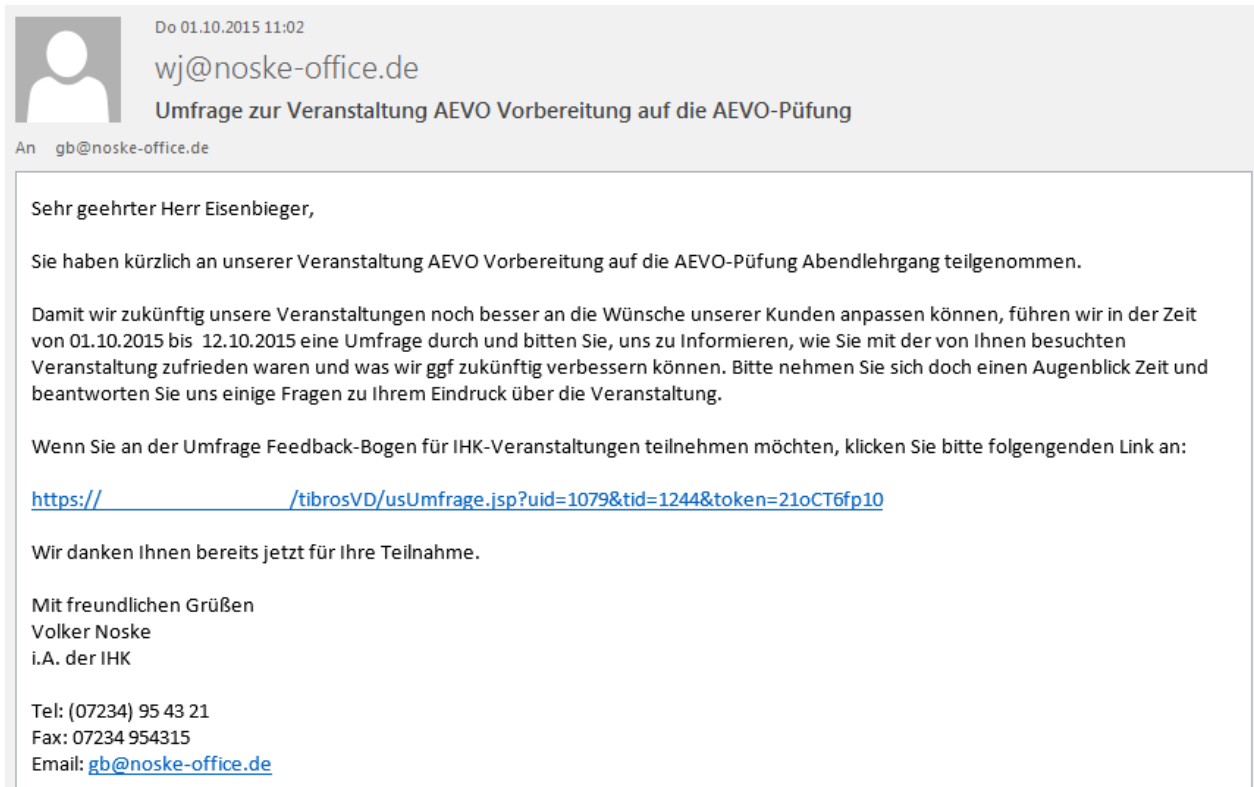 Do 01.10.2015 11:02
wj@noske-office.de
Umfrage zur Veranstaltung AEVO Vorbereitung auf die AEVO-Püfung
An gb@noske-office.de
Sehr geehrter Herr Eisenbieger,
Sie haben kürzlich an unserer Veranstaltung AEVO Vorbereitung auf die AEVO-Püfung Abendlehrgang teilgenommen.
Damit wir zukünftig unsere Veranstaltungen noch besser an die Wünsche unserer Kunden anpassen können, führen wir in der Zeit
von 01.10.2015 bis 12.10.2015 eine Umfrage durch und bitten Sie, uns zu Informieren, wie Sie mit der von Ihnen besuchten
Veranstaltung zufrieden waren und was wir ggf zukünftig verbessern können. Bitte nehmen Sie sich doch einen Augenblick Zeit und
beantworten Sie uns einige Fragen zu Ihrem Eindruck über die Veranstaltung.
Wenn Sie an der Umfrage Feedback-Bogen für IHK-Veranstaltungen teilnehmen möchten, klicken Sie bitte folgengenden Link an:
https:// /tibrosVD/usUmfrage.jsp?uid=1079&tid=1244&token=21oCT6fp10
Wir danken Ihnen bereits jetzt für Ihre Teilnahme.
Mit freundlichen Grüßen
Volker Noske
i.A. der IHK
Tel: (07234) 95 43 21
Fax: 07234 954315
Email: gb@noske-office.de